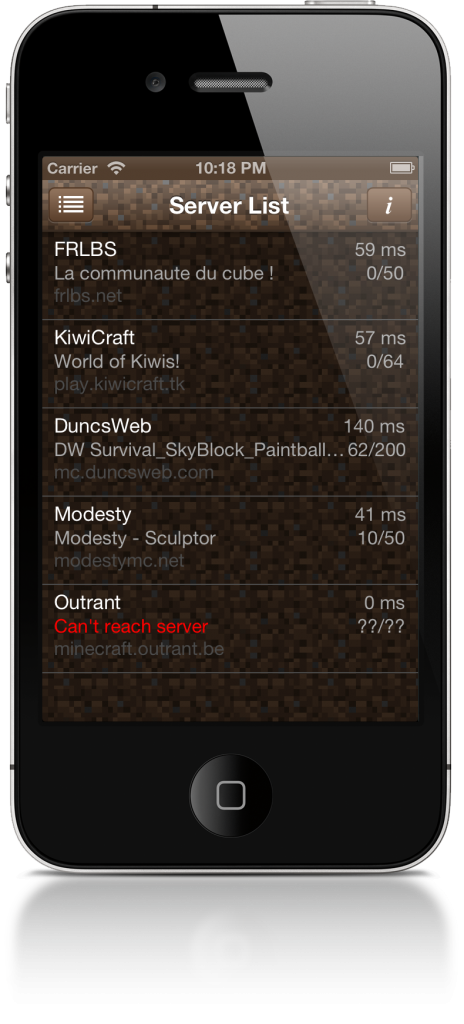 Carrier 10:18 PM
Server List i
FRLBS 59 ms
La communaute du cube ! 0/50
frlbs.net
KiwiCraft 57 ms
World of Kiwis! 0/64
play.kiwicraft.tk
DuncsWeb 140 ms
DW Survival_SkyBlock_Paintball... 62/200
mc.duncsweb.com
Modesty 41 ms
Modesty - Sculptor 10/50
modestymc.net
Outrant 0 ms
Can't reach server ??/??
minecraft.outrant.be